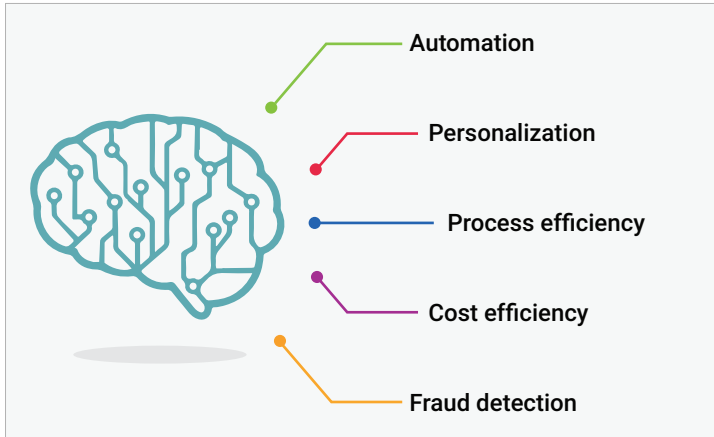 Automation
Personalization
Process efficiency
Cost efficiency
Fraud detection